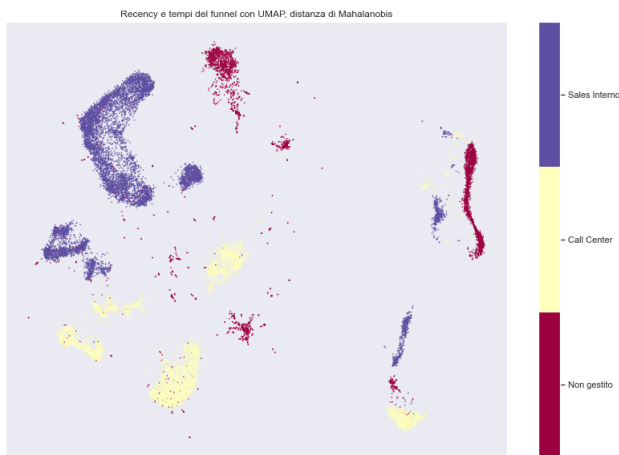 Recency e tempi del funnel con UMAP, distanza di Mahalanobis
Sales Interno
Call Center
Non gestito